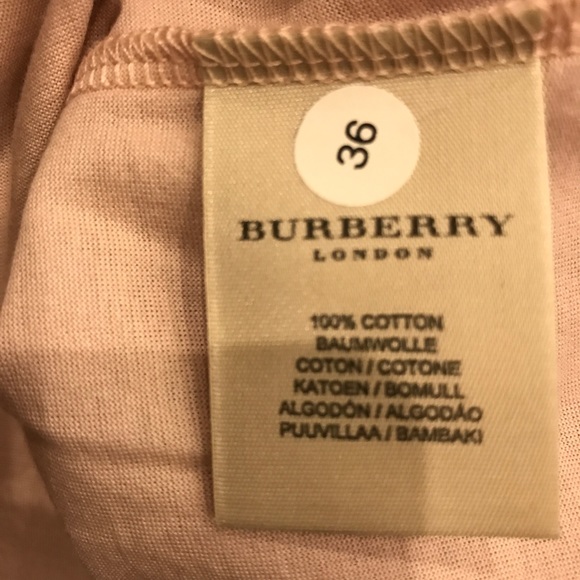 36
BURBERRY
LONDON
100% COTTON
BAUMWOLLE
COTON / COTONE
KATOEN / BOMULL
ALGODÓN / ALGODÃO
PUUVILLAA / BAMBAKI